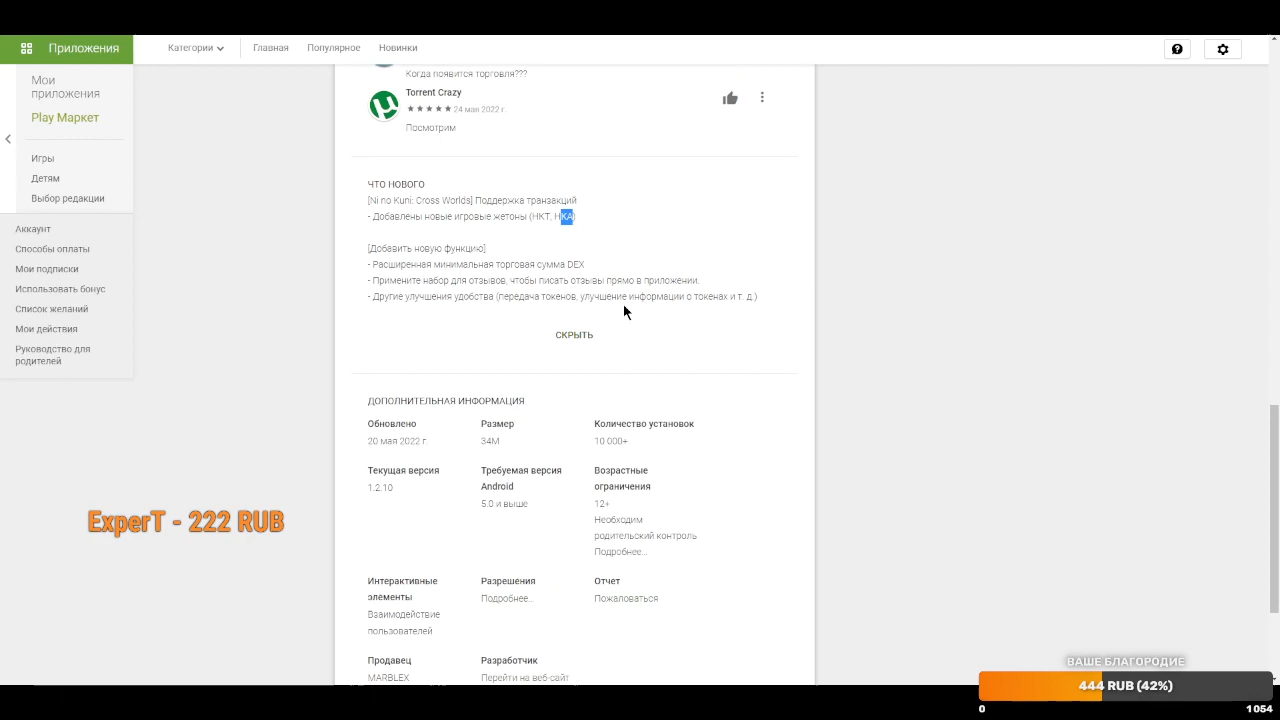 Приложения
Категории
Главная
Популярное
Новинки
Мои приложения
Play Маркет
Игры
Детям
Выбор редакции
Аккаунт
Способы оплаты
Мои подписки
Использовать бонус
Список желаний
Мои действия
Руководство для родителей
Когда появится торговля???
Torrent Crazy
★★★★★ 24 мая 2022 г.
Посмотрим
ЧТО НОВОГО
[Ni no Kuni: Cross Worlds] Поддержка транзакций
- Добавлены новые игровые жетоны (НКТ, НКА)
[Добавить новую функцию]
- Расширенная минимальная торговая сумма DEX
- Примените набор для отзывов, чтобы писать отзывы прямо в приложении.
- Другие улучшения удобства (передача токенов, улучшение информации о токенах и т. д.)
СКРЫТЬ
ДОПОЛНИТЕЛЬНАЯ ИНФОРМАЦИЯ
Обновлено
20 мая 2022 г.
Размер
34M
Количество установок
10 000+
Текущая версия
1.2.10
Требуемая версия Android
5.0 и выше
Возрастные ограничения
12+
Необходим родительский контроль
Подробнее...
Интерактивные элементы
Взаимодействие пользователей
Разрешения
Подробнее...
Отчет
Пожаловаться
Продавец
MARBLEX
Разработчик
Перейти на веб-сайт
ExperT - 222 RUB
ВАШЕ БЛАГОРОДИЕ
444 RUB (42%)
0
1054